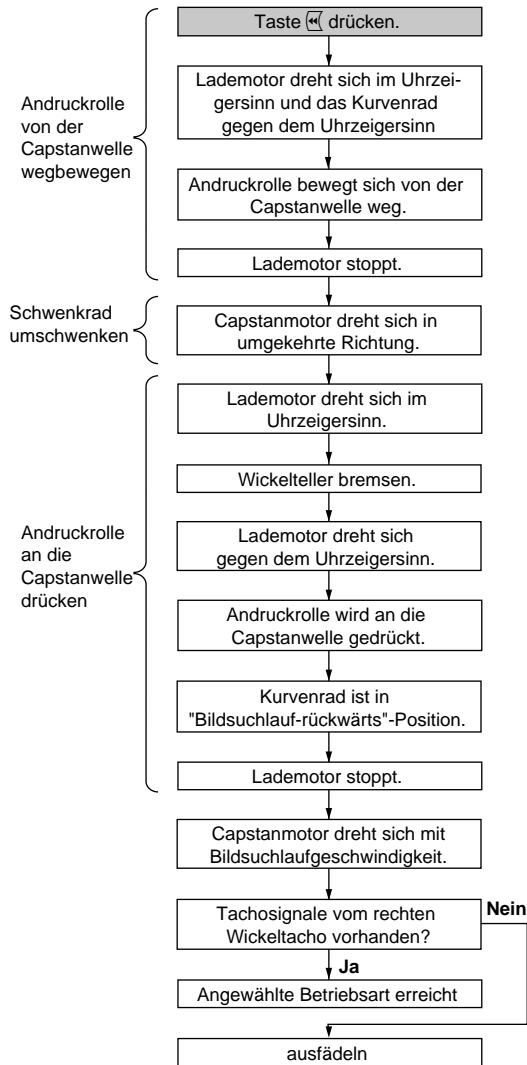 Taste ⏪ drücken.
Lademotor dreht sich im Uhrzei-
gersinn und das Kurvenrad
gegen dem Uhrzeigersinn
Andruckrolle
von der
Capstanwelle
wegbewegen
Andruckrolle bewegt sich von der
Capstanwelle weg.
Lademotor stoppt.
Schwenkrad
umschwenken
Capstanmotor dreht sich in
umgekehrte Richtung.
Lademotor dreht sich im
Uhrzeigersinn.
Wickelteller bremsen.
Andruckrolle
an die
Capstanwelle
drücken
Lademotor dreht sich
gegen dem Uhrzeigersinn.
Andruckrolle wird an die
Capstanwelle gedrückt.
Kurvenrad ist in
"Bildsuchlauf-rückwärts"-Position.
Lademotor stoppt.
Capstanmotor dreht sich mit
Bildsuchlaufgeschwindigkeit.
Tachosignale vom rechten
Wickeltacho vorhanden?
Nein
Ja
Angewählte Betriebsart erreicht
ausfädeln